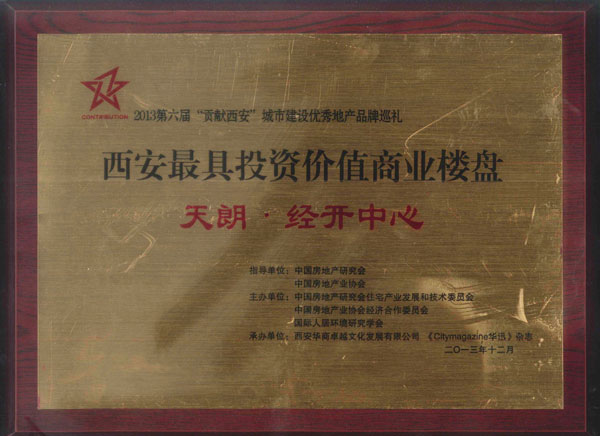 CONTRIBUTION
2013第六届“贡献西安”城市建设优秀地产品牌巡礼
西安最具投资价值商业楼盘
天朗·经开中心
指导单位：中国房地产研究会
中国房地产业协会
主办单位：中国房地产研究会住宅产业发展和技术委员会
中国房地产业协会经济合作委员会
国际人居环境研究学会
承办单位：西安华商卓越文化发展有限公司 《Citymagazine华迅》杂志
二〇一三年十二月